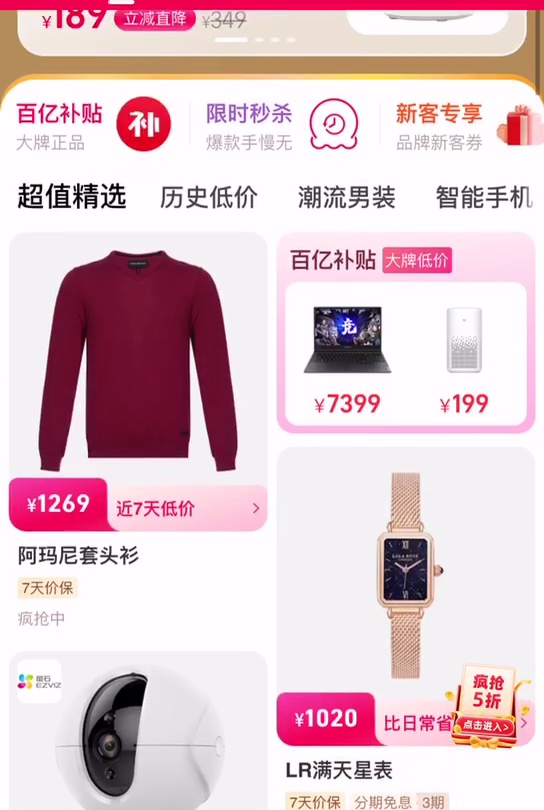 ¥189 立减直降 ¥349
百亿补贴
大牌正品
补
限时秒杀
爆款手慢无
新客专享
品牌新客券
超值精选 历史低价 潮流男装 智能手机
¥1269 近7天低价
阿玛尼套头衫
7天价保
疯抢中
萤石
EZVIZ
百亿补贴 大牌低价
竞
¥7399 ¥199
LOLA ROSE
¥1020 比日常省
疯抢
5折
点击进入>
LR满天星表
7天价保 分期免息 3期